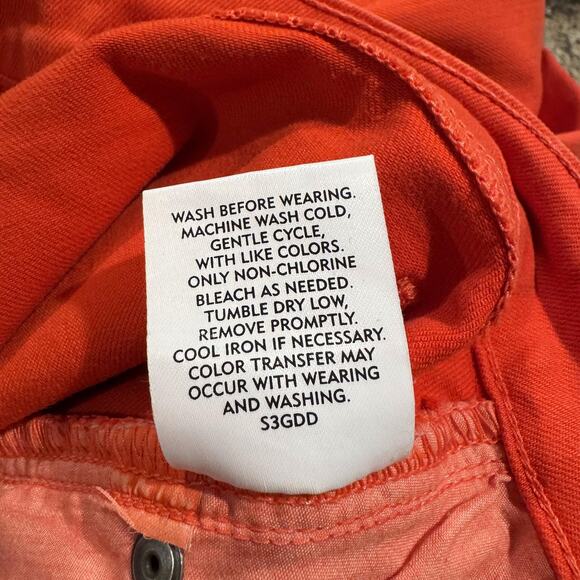 WASH BEFORE WEARING.
MACHINE WASH COLD,
GENTLE CYCLE,
WITH LIKE COLORS.
ONLY NON-CHLORINE
BLEACH AS NEEDED.
TUMBLE DRY LOW,
REMOVE PROMPTLY.
COOL IRON IF NECESSARY.
COLOR TRANSFER MAY
OCCUR WITH WEARING
AND WASHING.
S3GDD